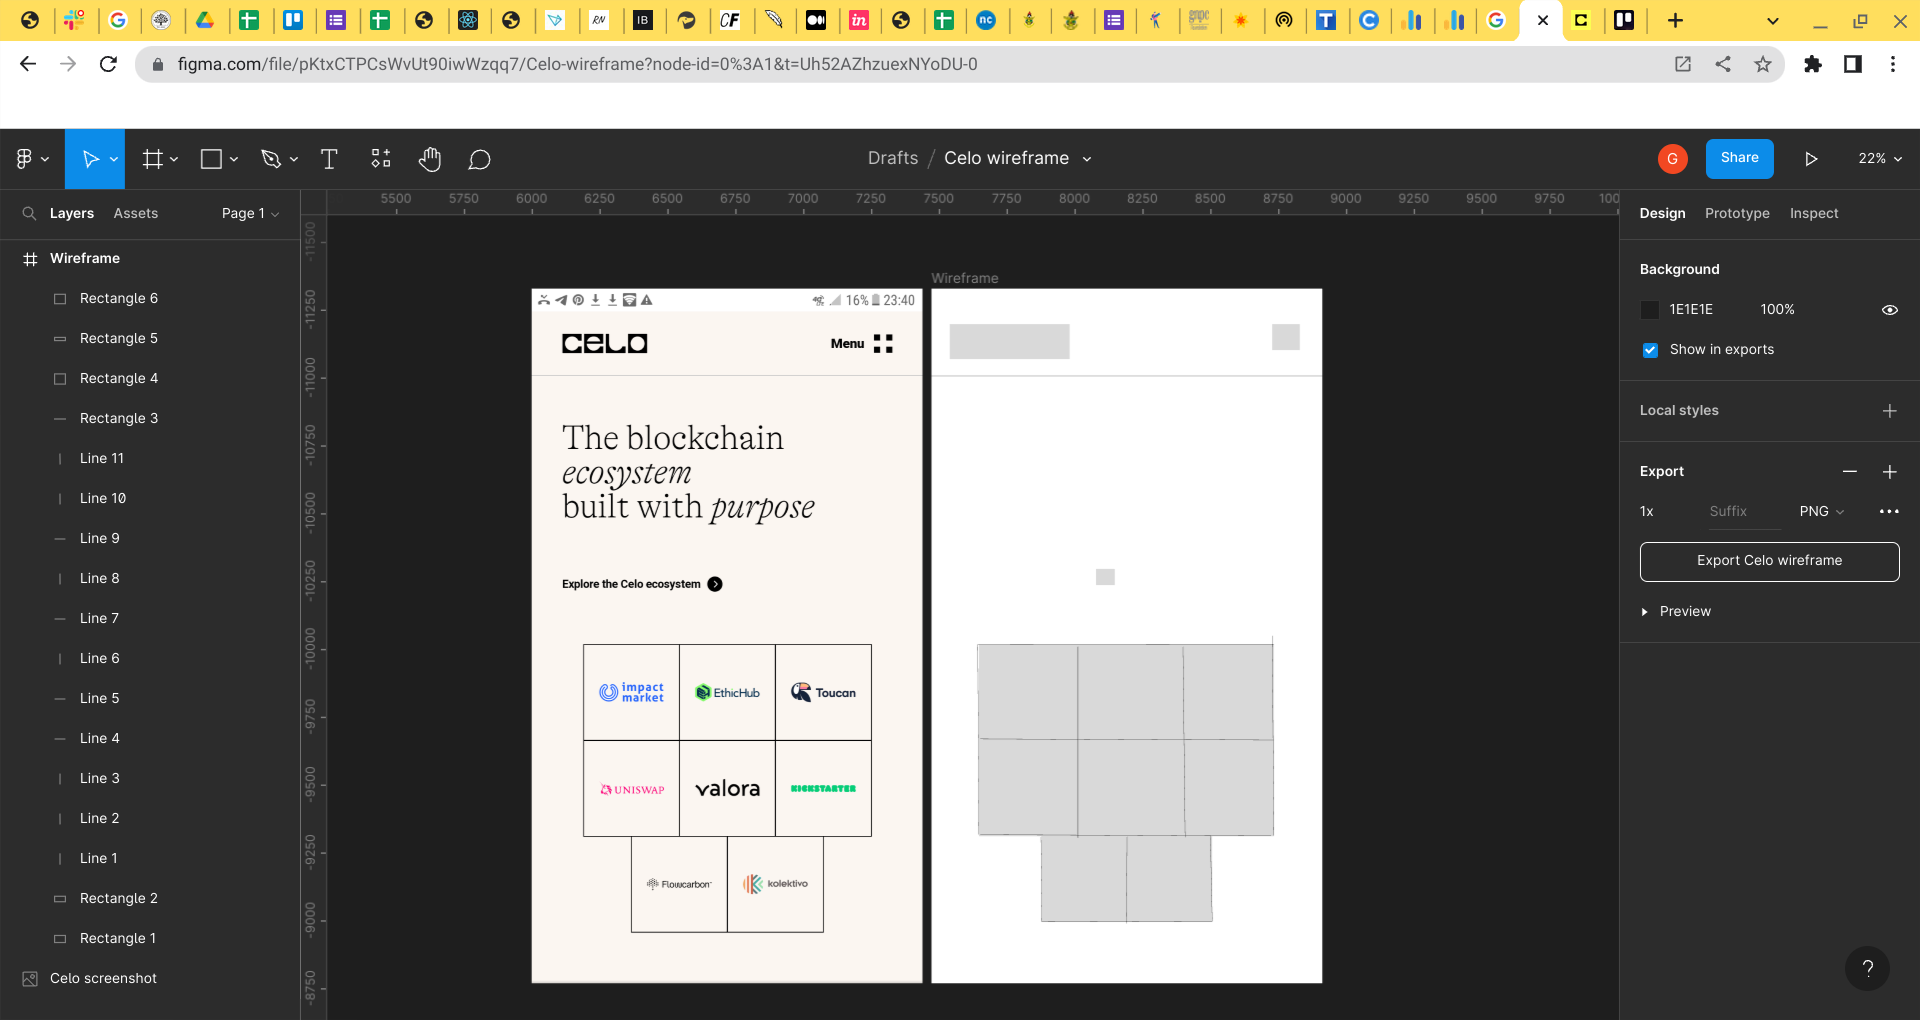 figma.com/file/pKtxCTPCsWvUt90iwWzqq7/Celo-wireframe?node-id=0%3A1&t=Uh52AZhzuexNYoDU-0
Drafts / Celo wireframe
G
Share
22%
Layers
Assets
Page 1
Wireframe
Rectangle 6
Rectangle 5
Rectangle 4
Rectangle 3
Line 11
Line 10
Line 9
Line 8
Line 7
Line 6
Line 5
Line 4
Line 3
Line 2
Line 1
Rectangle 2
Rectangle 1
Celo screenshot
5500 5750 6000 6250 6500 6750 7000 7250 7500 7750 8000 8250 8500 8750 9000 9250 9500 9750 100
-11500
-11250
-11000
-10750
-10500
-10250
-10000
-9750
-9500
-9250
-9000
-8750
Wireframe
16% 23:40
CELO
Menu
The blockchain
ecosystem
built with purpose
Explore the Celo ecosystem
impact
market
EthicHub
Toucan
UNISWAP
valora
KICKSTARTER
Flowcarbon
kolektivo
Design
Prototype
Inspect
Background
1E1E1E
100%
Show in exports
Local styles
Export
1x
Suffix
PNG
Export Celo wireframe
Preview
?